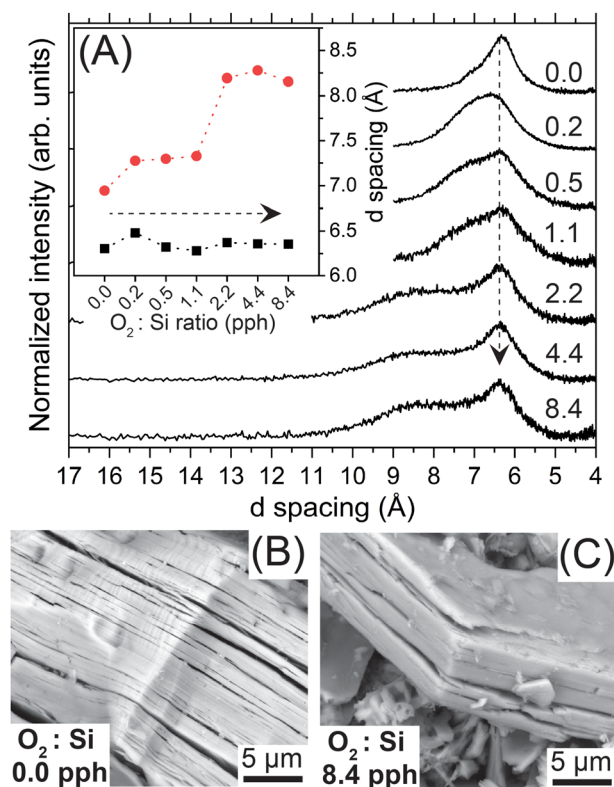 (A)
Normalized intensity (arb. units)
8.5
8.0
7.5
7.0
6.5
6.0
d spacing (Å)
0.0 0.2 0.5 1.1 2.2 4.4 8.4
O₂ : Si ratio (pph)
0.0
0.2
0.5
1.1
2.2
4.4
8.4
17 16 15 14 13 12 11 10 9 8 7 6 5 4
d spacing (Å)
(B)
O₂ : Si
0.0 pph
5 µm
(C)
O₂ : Si
8.4 pph
5 µm